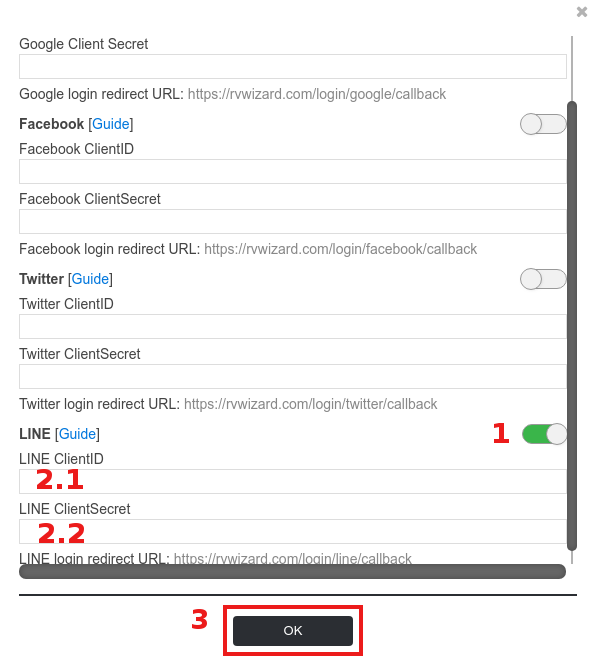 Google Client Secret
Google login redirect URL: https://rvwizard.com/login/google/callback
Facebook [Guide]
Facebook ClientID
Facebook ClientSecret
Facebook login redirect URL: https://rvwizard.com/login/facebook/callback
Twitter [Guide]
Twitter ClientID
Twitter ClientSecret
Twitter login redirect URL: https://rvwizard.com/login/twitter/callback
LINE [Guide] 1
LINE ClientID
2.1
LINE ClientSecret
2.2
LINE login redirect URL: https://rvwizard.com/login/line/callback
3 OK